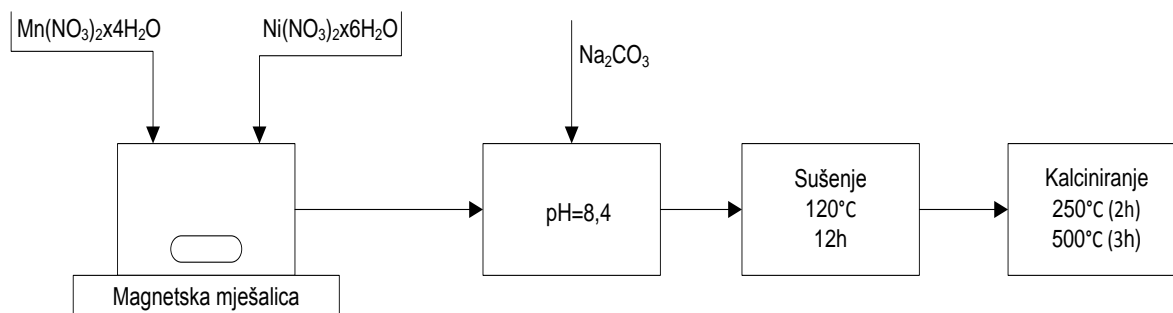 Mn(NO₃)₂x4H₂O
Ni(NO₃)₂x6H₂O
Na₂CO₃
pH=8,4
Sušenje
120°C
12h
Kalciniranje
250°C (2h)
500°C (3h)
Magnetska mješalica